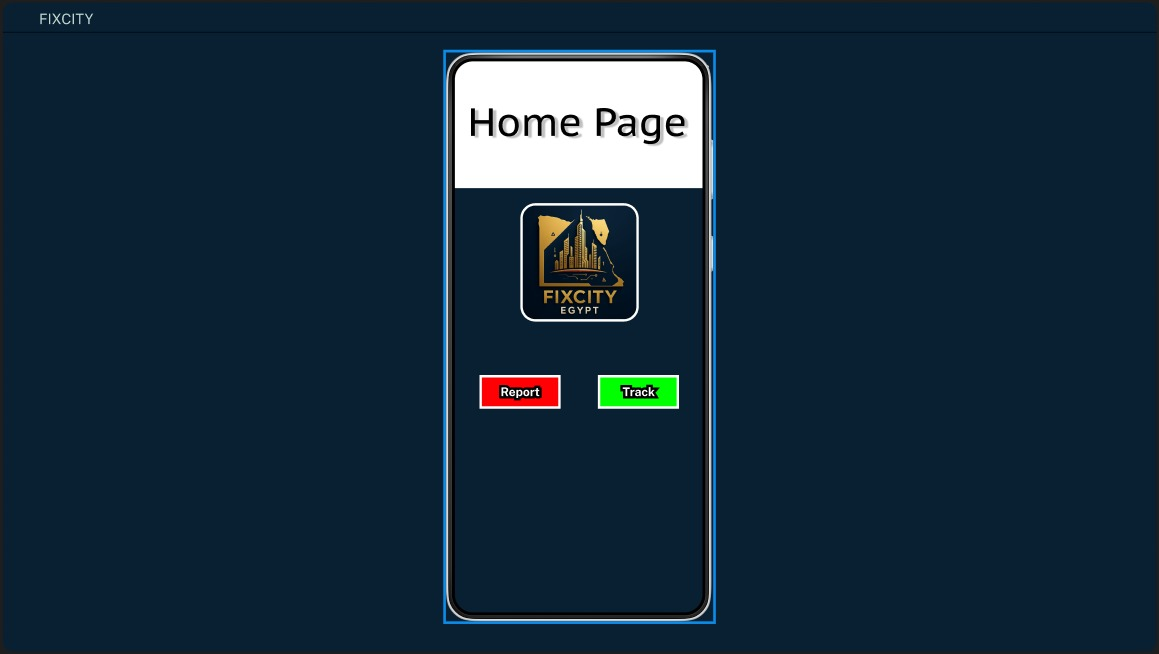 FIXCITY
Home Page
FIXCITY
EGYPT
Report
Track